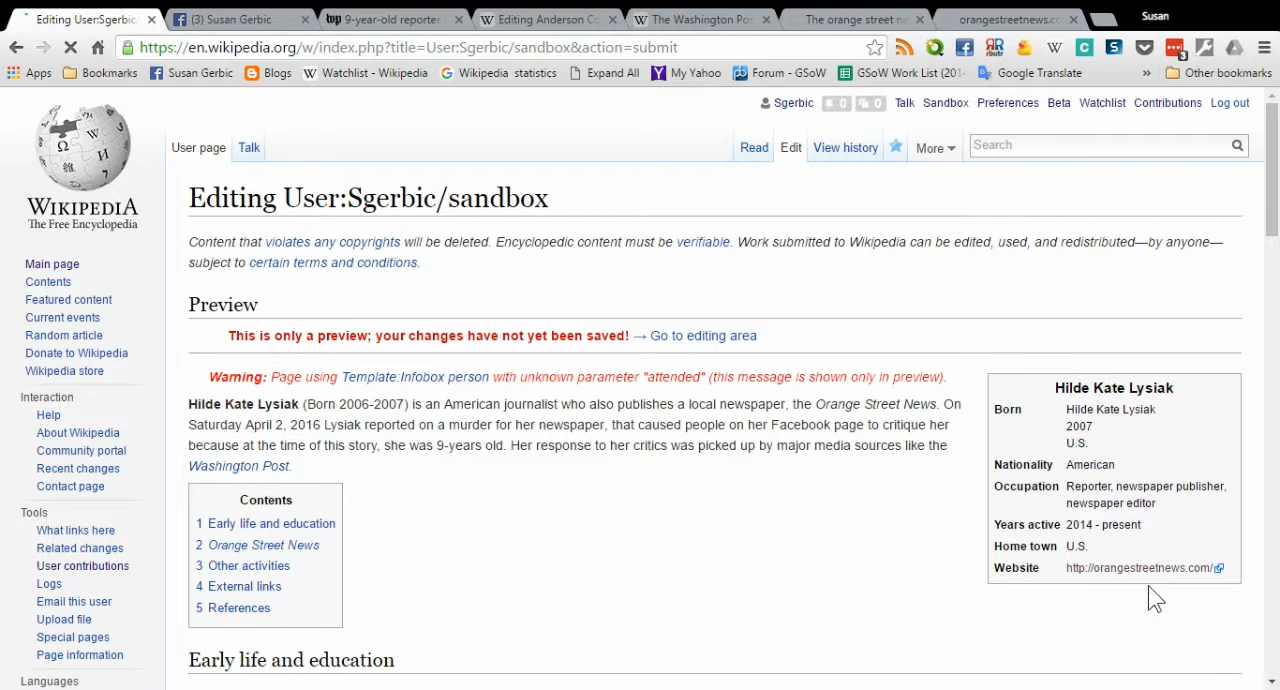 Editing User:Sgerbic
(3) Susan Gerbic
wp 9-year-old reporter
W Editing Anderson Co
W The Washington Pos
The orange street ne
orangestreetnews.co
Susan
https://en.wikipedia.org/w/index.php?title=User:Sgerbic/sandbox&action=submit
Apps Bookmarks Susan Gerbic Blogs Watchlist - Wikipedia Wikipedia statistics Expand All My Yahoo Forum - GSoW GSoW Work List (201 Google Translate » Other bookmarks
Sgerbic 0 0 Talk Sandbox Preferences Beta Watchlist Contributions Log out
User page Talk Read Edit View history More Search
WIKIPEDIA
The Free Encyclopedia
Main page
Contents
Featured content
Current events
Random article
Donate to Wikipedia
Wikipedia store
Interaction
Help
About Wikipedia
Community portal
Recent changes
Contact page
Tools
What links here
Related changes
User contributions
Logs
Email this user
Upload file
Special pages
Page information
Languages
Editing User:Sgerbic/sandbox
Content that violates any copyrights will be deleted. Encyclopedic content must be verifiable. Work submitted to Wikipedia can be edited, used, and redistributed—by anyone—
subject to certain terms and conditions.
Preview
This is only a preview; your changes have not yet been saved! → Go to editing area
Warning: Page using Template:Infobox person with unknown parameter "attended" (this message is shown only in preview).
Hilde Kate Lysiak (Born 2006-2007) is an American journalist who also publishes a local newspaper, the Orange Street News. On
Saturday April 2, 2016 Lysiak reported on a murder for her newspaper, that caused people on her Facebook page to critique her
because at the time of this story, she was 9-years old. Her response to her critics was picked up by major media sources like the
Washington Post.
Contents
1 Early life and education
2 Orange Street News
3 Other activities
4 External links
5 References
Early life and education
Hilde Kate Lysiak
Born Hilde Kate Lysiak
2007
U.S.
Nationality American
Occupation Reporter, newspaper publisher,
newspaper editor
Years active 2014 - present
Home town U.S.
Website http://orangestreetnews.com/